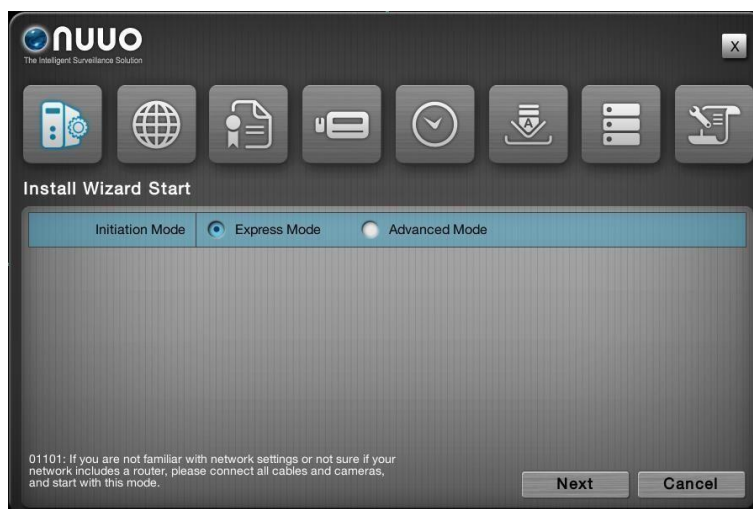 NUUO
The Intelligent Surveillance Solution
X
A
Install Wizard Start
Initiation Mode Express Mode Advanced Mode
01101: If you are not familiar with network settings or not sure if your
network includes a router, please connect all cables and cameras,
and start with this mode.
Next Cancel